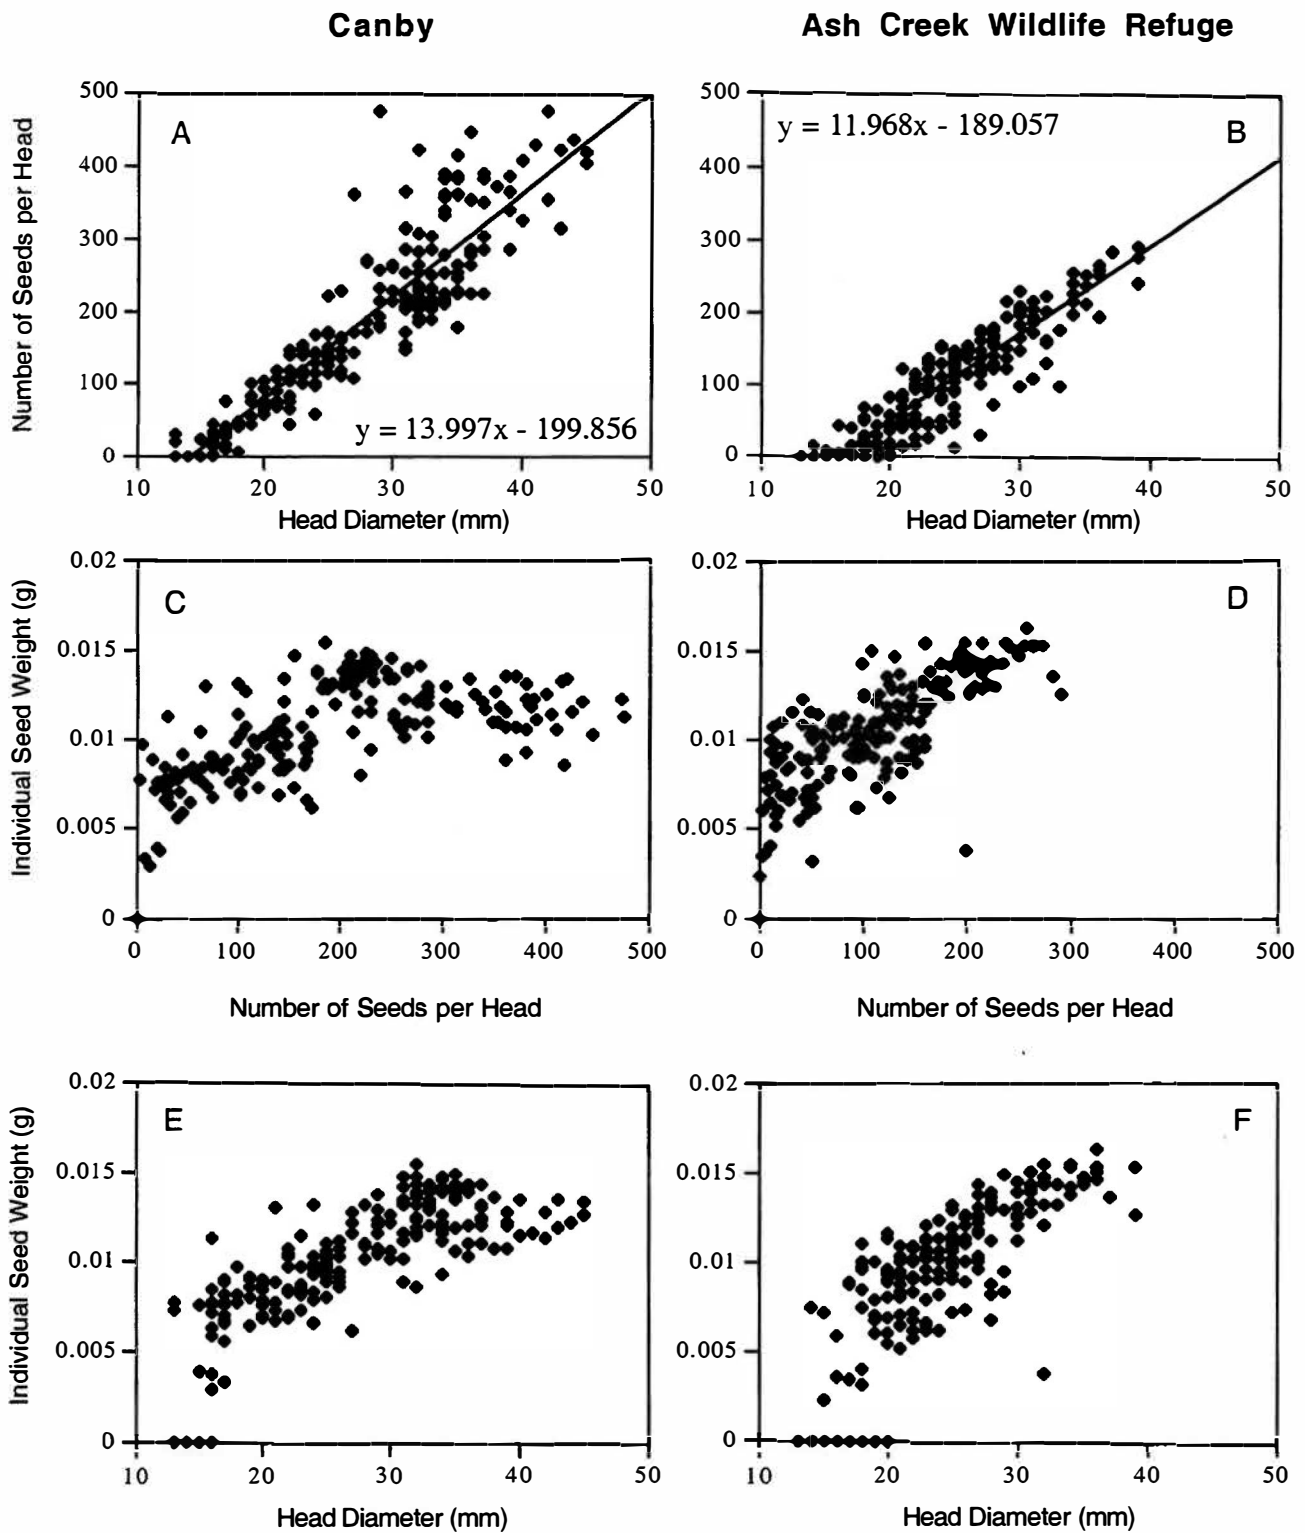 Canby
Ash Creek Wildlife Refuge
Number of Seeds per Head
500
400
300
200
100
0
A
y = 13.997x - 199.856
10 20 30 40 50
Head Diameter (mm)
500
400
300
200
100
0
y = 11.968x - 189.057
B
10 20 30 40 50
Head Diameter (mm)
Individual Seed Weight (g)
0.02
0.015
0.01
0.005
0
C
0 100 200 300 400 500
Number of Seeds per Head
0.02
0.015
0.01
0.005
0
D
0 100 200 300 400 500
Number of Seeds per Head
Individual Seed Weight (g)
0.02
0.015
0.01
0.005
0
E
10 20 30 40 50
Head Diameter (mm)
0.02
0.015
0.01
0.005
0
F
10 20 30 40 50
Head Diameter (mm)